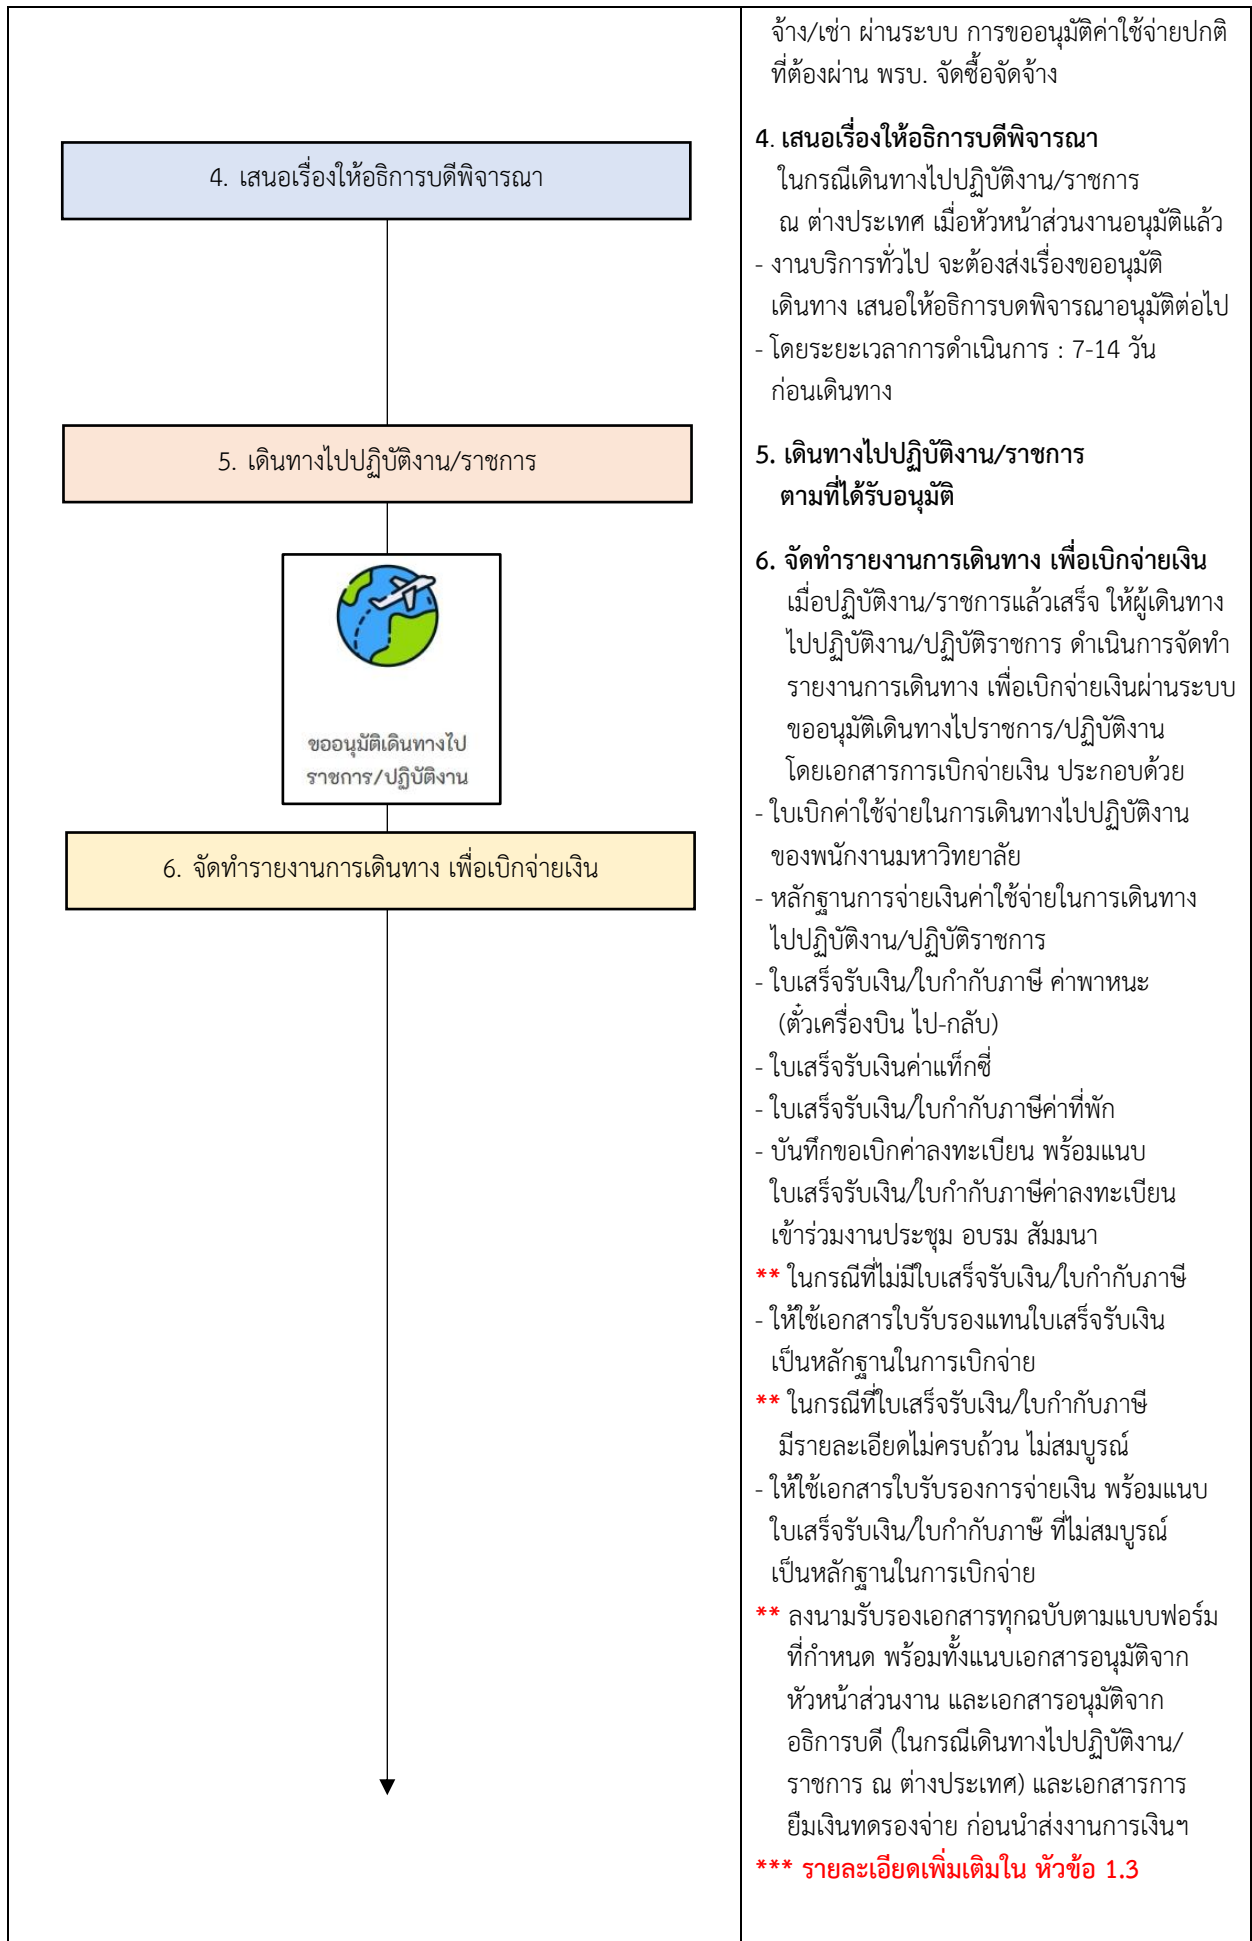 จ้าง/เช่า ผ่านระบบ การขออนุมัติค่าใช้จ่ายปกติ
ที่ต้องผ่าน พรบ. จัดซื้อจัดจ้าง
4. เสนอเรื่องให้อธิการบดีพิจารณา
4. เสนอเรื่องให้อธิการบดีพิจารณา
ในกรณีเดินทางไปปฏิบัติงาน/ราชการ
ณ ต่างประเทศ เมื่อหัวหน้าส่วนงานอนุมัติแล้ว
- งานบริการทั่วไป จะต้องส่งเรื่องขออนุมัติ
เดินทาง เสนอให้อธิการบดพิจารณาอนุมัติต่อไป
- โดยระยะเวลาการดำเนินการ : 7-14 วัน
ก่อนเดินทาง
5. เดินทางไปปฏิบัติงาน/ราชการ
5. เดินทางไปปฏิบัติงาน/ราชการ
ตามที่ได้รับอนุมัติ
ขออนุมัติเดินทางไป
ราชการ/ปฏิบัติงาน
6. จัดทำรายงานการเดินทาง เพื่อเบิกจ่ายเงิน
6. จัดทำรายงานการเดินทาง เพื่อเบิกจ่ายเงิน
เมื่อปฏิบัติงาน/ราชการแล้วเสร็จ ให้ผู้เดินทาง
ไปปฏิบัติงาน/ปฏิบัติราชการ ดำเนินการจัดทำ
รายงานการเดินทาง เพื่อเบิกจ่ายเงินผ่านระบบ
ขออนุมัติเดินทางไปราชการ/ปฏิบัติงาน
โดยเอกสารการเบิกจ่ายเงิน ประกอบด้วย
- ใบเบิกค่าใช้จ่ายในการเดินทางไปปฏิบัติงาน
ของพนักงานมหาวิทยาลัย
- หลักฐานการจ่ายเงินค่าใช้จ่ายในการเดินทาง
ไปปฏิบัติงาน/ปฏิบัติราชการ
- ใบเสร็จรับเงิน/ใบกำกับภาษี ค่าพาหนะ
(ตั๋วเครื่องบิน ไป-กลับ)
- ใบเสร็จรับเงินค่าแท็กซี่
- ใบเสร็จรับเงิน/ใบกำกับภาษีค่าที่พัก
- บันทึกขอเบิกค่าลงทะเบียน พร้อมแนบ
ใบเสร็จรับเงิน/ใบกำกับภาษีค่าลงทะเบียน
เข้าร่วมงานประชุม อบรม สัมมนา
** ในกรณีที่ไม่มีใบเสร็จรับเงิน/ใบกำกับภาษี
- ให้ใช้เอกสารใบรับรองแทนใบเสร็จรับเงิน
เป็นหลักฐานในการเบิกจ่าย
** ในกรณีที่ใบเสร็จรับเงิน/ใบกำกับภาษี
มีรายละเอียดไม่ครบถ้วน ไม่สมบูรณ์
- ให้ใช้เอกสารใบรับรองการจ่ายเงิน พร้อมแนบ
ใบเสร็จรับเงิน/ใบกำกับภาษ๊ ที่ไม่สมบูรณ์
เป็นหลักฐานในการเบิกจ่าย
** ลงนามรับรองเอกสารทุกฉบับตามแบบฟอร์ม
ที่กำหนด พร้อมทั้งแนบเอกสารอนุมัติจาก
หัวหน้าส่วนงาน และเอกสารอนุมัติจาก
อธิการบดี (ในกรณีเดินทางไปปฏิบัติงาน/
ราชการ ณ ต่างประเทศ) และเอกสารการ
ยืมเงินทดรองจ่าย ก่อนนำส่งงานการเงินฯ
*** รายละเอียดเพิ่มเติมใน หัวข้อ 1.3